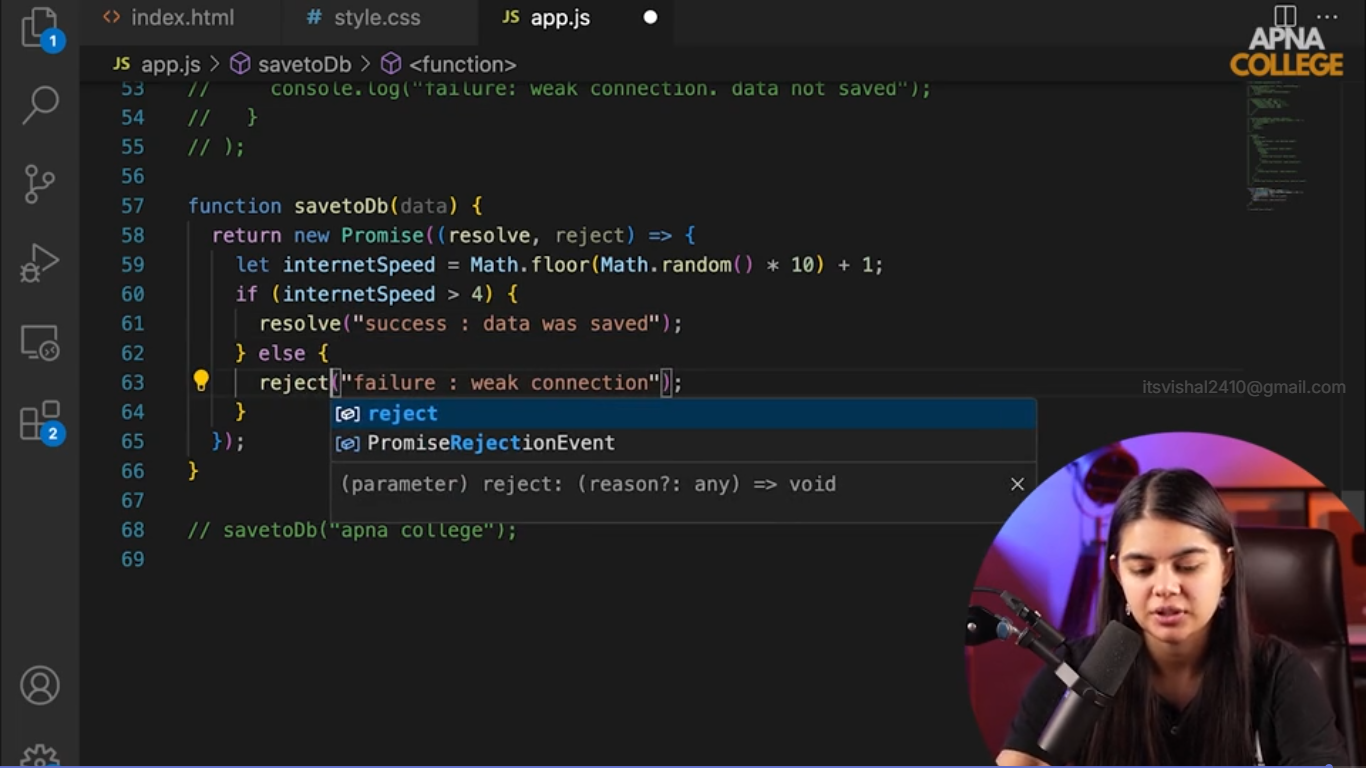 index.html
style.css
JS app.js
APNA
COLLEGE
1
JS app.js > savetoDb > <function>
53 //     console.log("failure: weak connection. data not saved");
54 //   }
55 // );
56
57 function savetoDb(data) {
58   return new Promise((resolve, reject) => {
59     let internetSpeed = Math.floor(Math.random() * 10) + 1;
60     if (internetSpeed > 4) {
61       resolve("success : data was saved");
62     } else {
63       reject("failure : weak connection");
itsvishal2410@gmail.com
64     }
reject
2
65   });
PromiseRejectionEvent
66 }
(parameter) reject: (reason?: any) => void
67
68 // savetoDb("apna college");
69